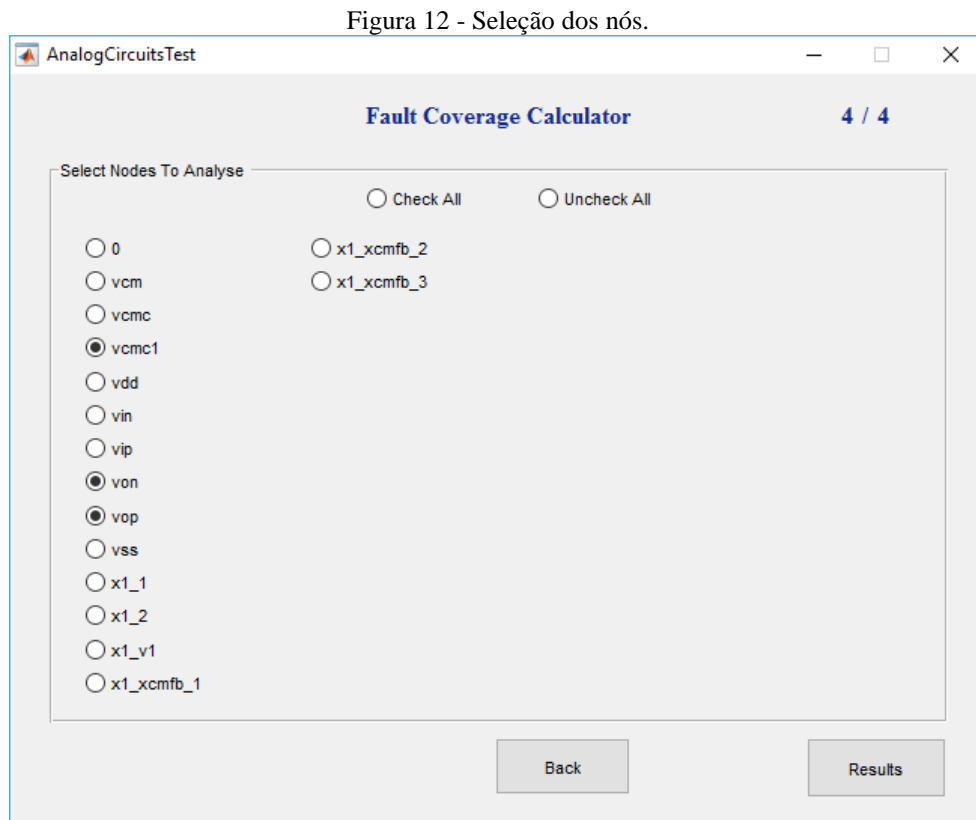 Figura 12 - Seleção dos nós.
AnalogCircuitsTest
Fault Coverage Calculator 4 / 4
Select Nodes To Analyse
Check All Uncheck All
0 x1_xcmfb_2
vcm x1_xcmfb_3
vcmc
vcmc1
vdd
vin
vip
von
vop
vss
x1_1
x1_2
x1_v1
x1_xcmfb_1
Back Results